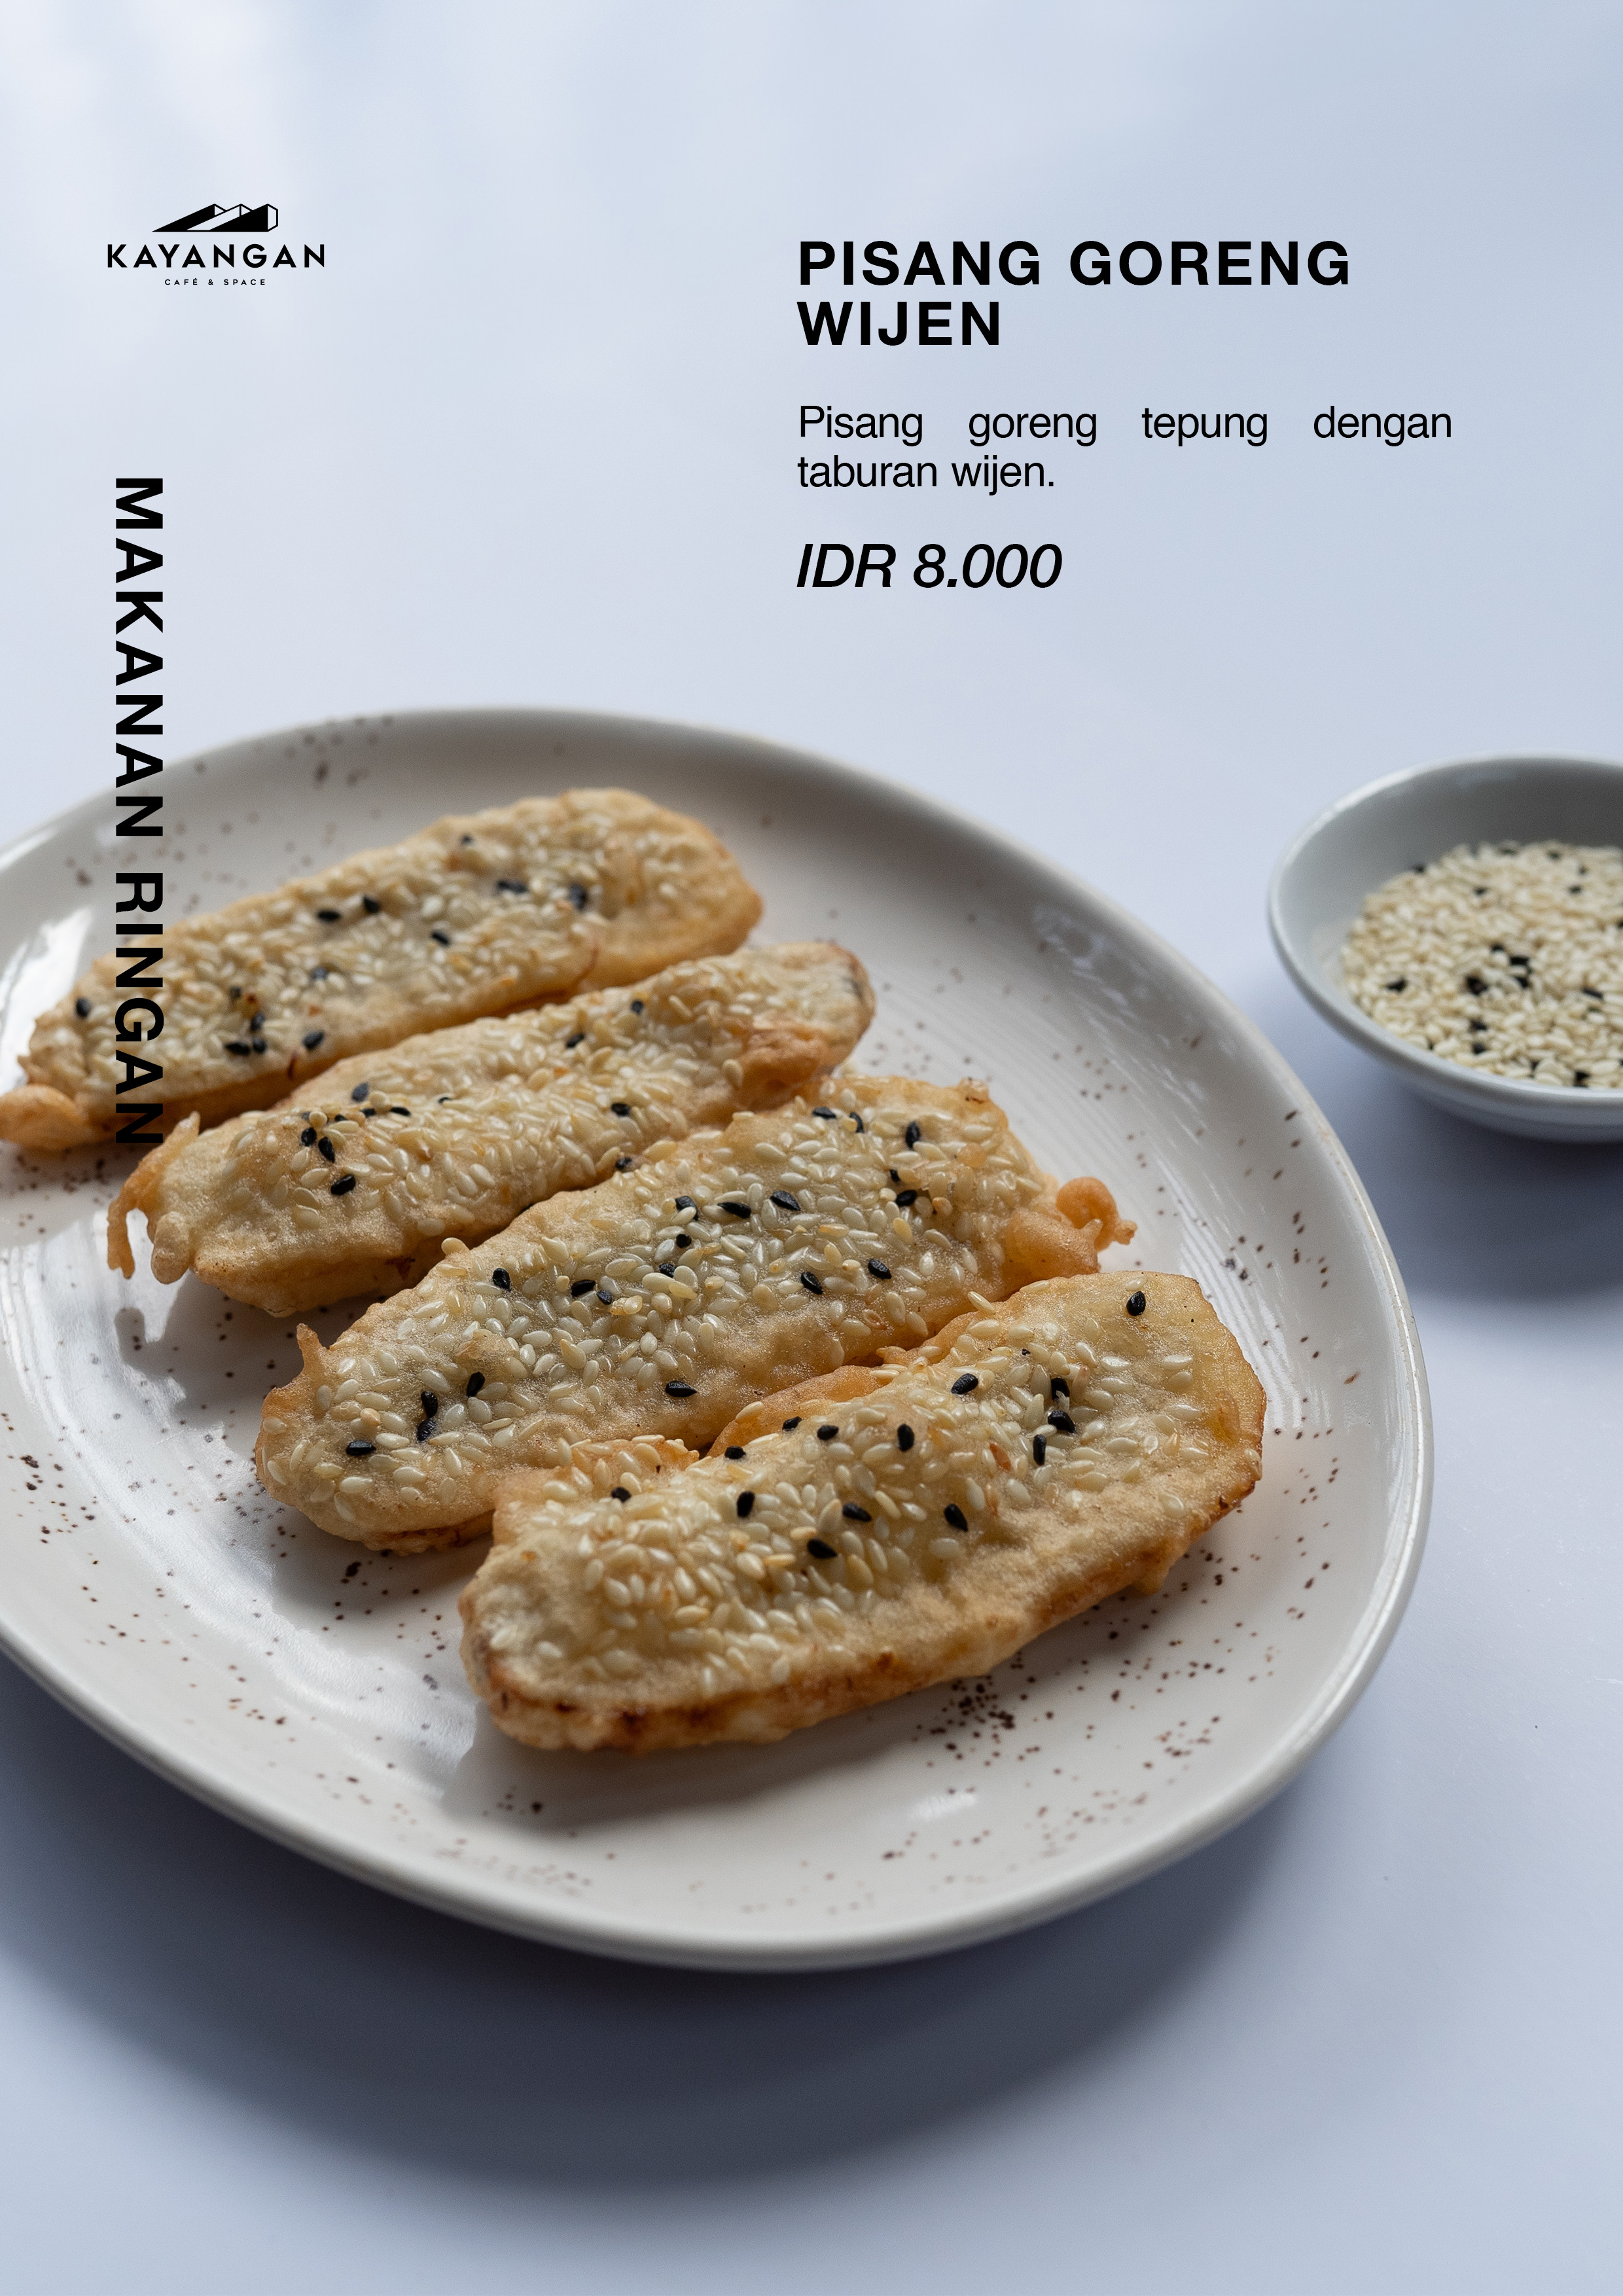 KAYANGAN
CAFÉ & SPACE
PISANG GORENG
WIJEN
Pisang goreng tepung dengan
taburan wijen.
IDR 8.000
MAKANAN RINGAN